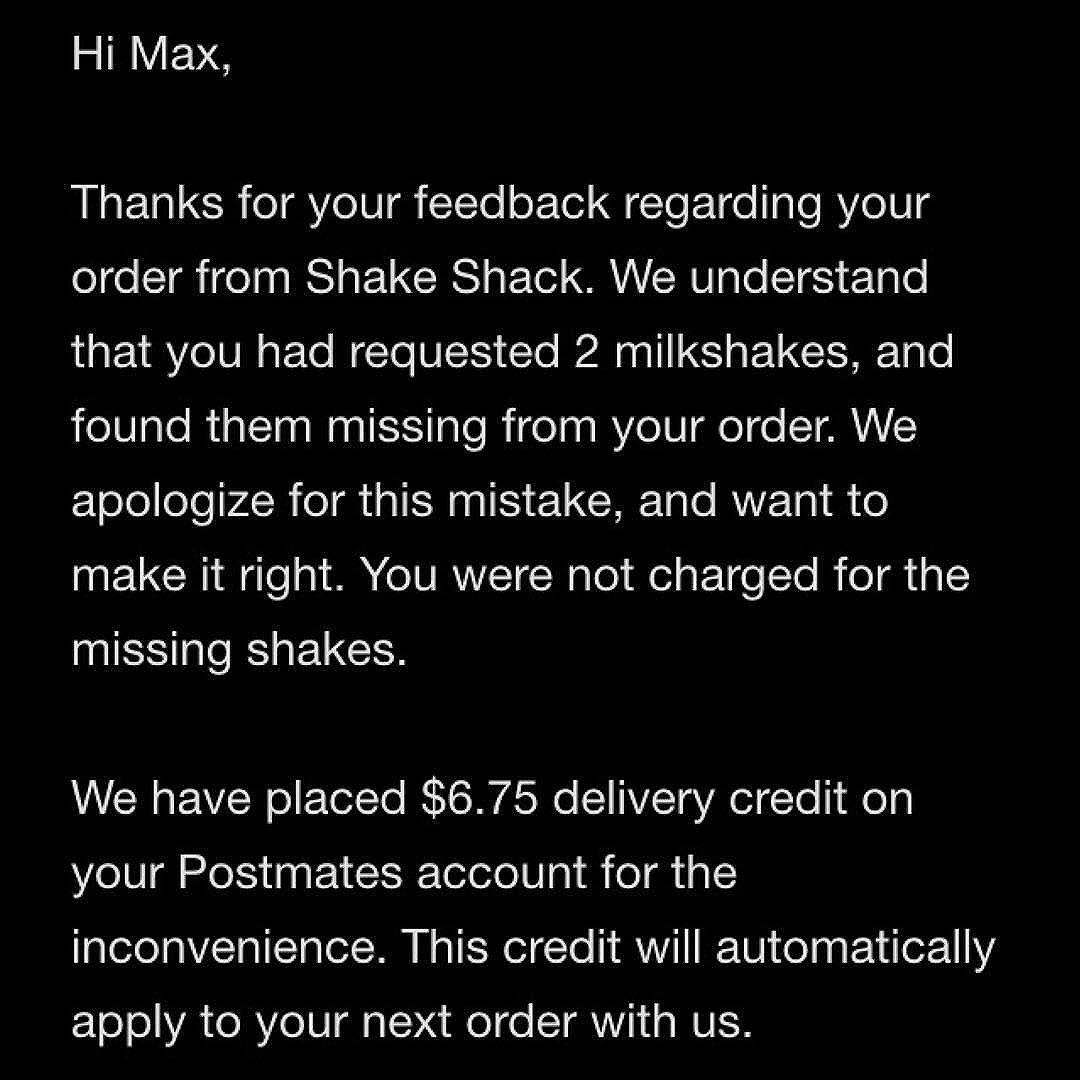 Hi Max,
Thanks for your feedback regarding your
order from Shake Shack. We understand
that you had requested 2 milkshakes, and
found them missing from your order. We
apologize for this mistake, and want to
make it right. You were not charged for the
missing shakes.
We have placed $6.75 delivery credit on
your Postmates account for the
inconvenience. This credit will automatically
apply to your next order with us.